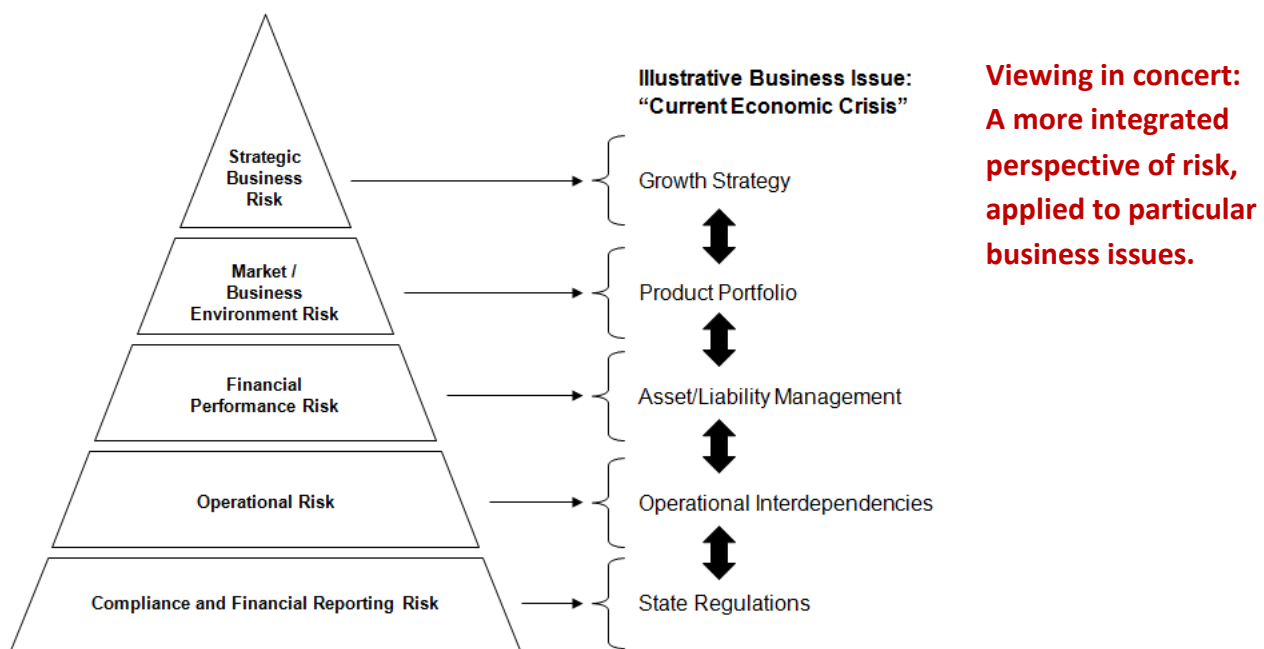 Illustrative Business Issue:
“Current Economic Crisis”
Viewing in concert:
A more integrated
perspective of risk,
applied to particular
business issues.
Strategic
Business
Risk
Growth Strategy
Market /
Business
Environment Risk
Product Portfolio
Financial
Performance Risk
Asset/Liability Management
Operational Risk
Operational Interdependencies
Compliance and Financial Reporting Risk
State Regulations